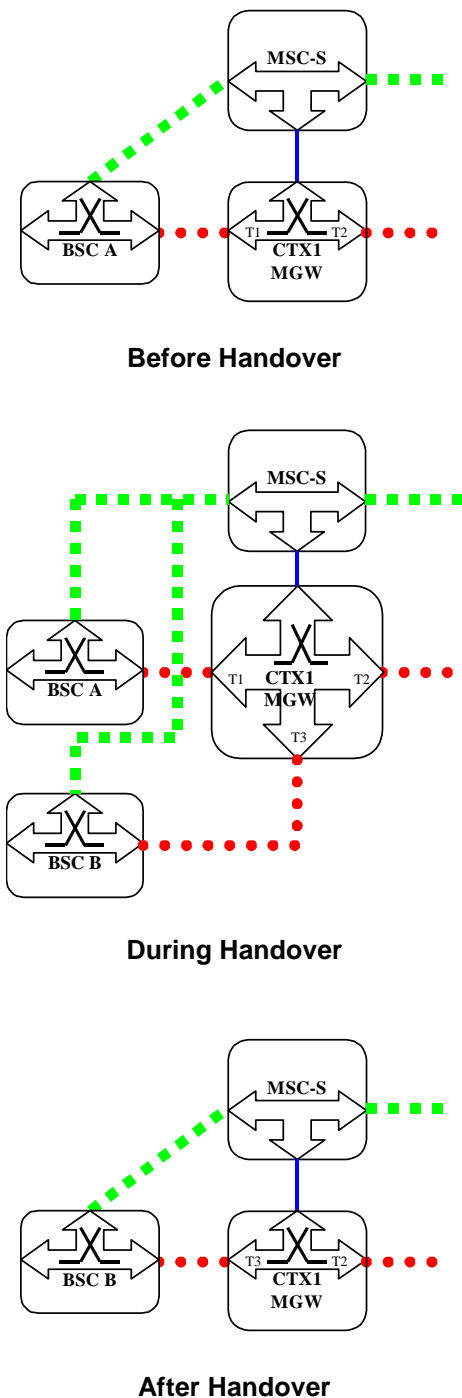 MSC-S
BSC A
T1
T2
CTX1
MGW
Before Handover
MSC-S
BSC A
T1
CTX1
T2
MGW
T3
BSC B
During Handover
MSC-S
BSC B
T3
T2
CTX1
MGW
After Handover